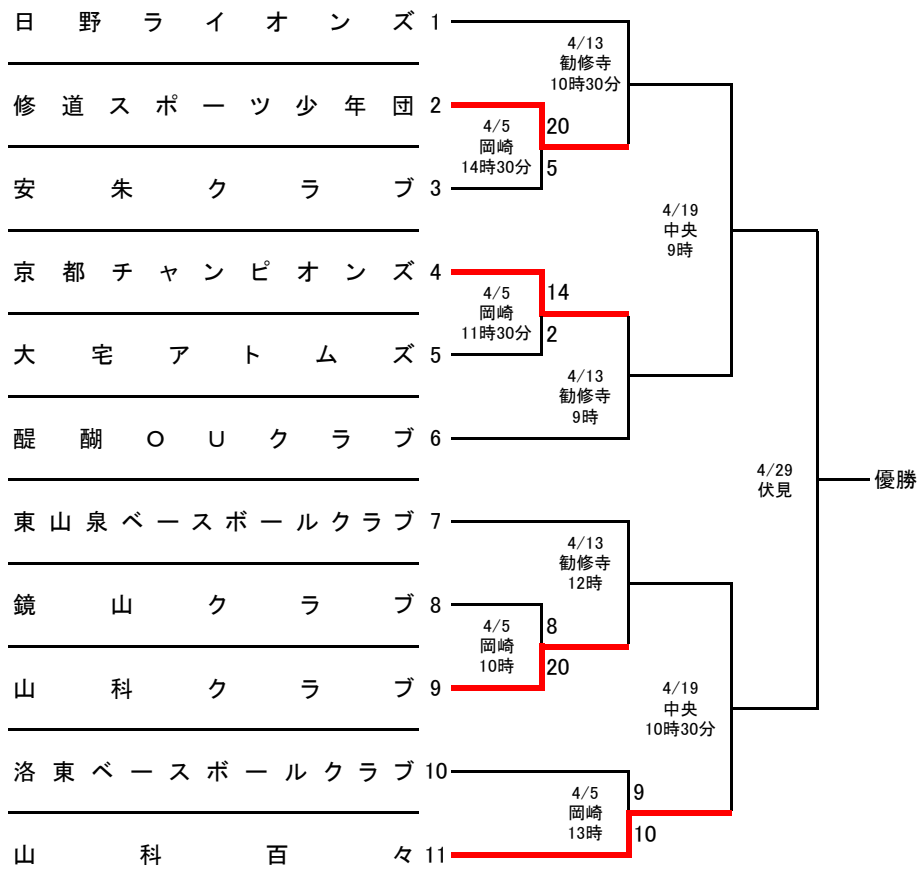 日野ライオンズ 1
4/13
勧修寺
10時30分
修道スポーツ少年団 2
4/5
岡崎
14時30分
20
5
安朱クラブ 3
4/19
中央
9時
京都チャンピオンズ 4
4/5
岡崎
11時30分
14
2
大宅アトムズ 5
4/13
勧修寺
9時
醍醐OUクラブ 6
4/29
伏見
優勝
東山泉ベースボールクラブ 7
4/13
勧修寺
12時
鏡山クラブ 8
4/5
岡崎
10時
8
20
山科クラブ 9
4/19
中央
10時30分
洛東ベースボールクラブ 10
4/5
岡崎
13時
9
10
山科百々 11